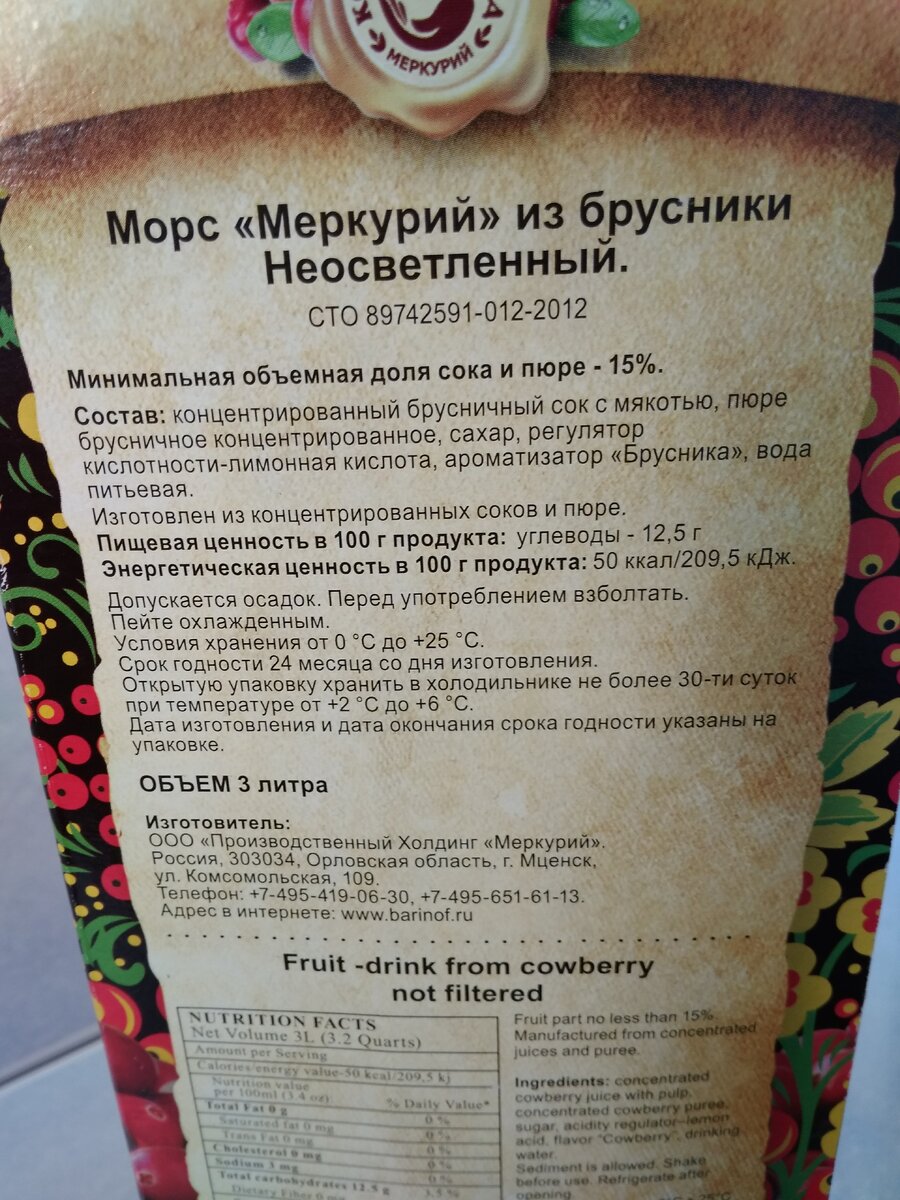 МЕРКУРИЙ
Морс «Меркурий» из брусники
Неосветленный.
СТО 89742591-012-2012
Минимальная объемная доля сока и пюре - 15%.
Состав: концентрированный брусничный сок с мякотью, пюре
брусничное концентрированное, сахар, регулятор
кислотности-лимонная кислота, ароматизатор «Брусника», вода
питьевая.
Изготовлен из концентрированных соков и пюре.
Пищевая ценность в 100 г продукта: углеводы - 12,5 г
Энергетическая ценность в 100 г продукта: 50 ккал/209,5 кДж.
Допускается осадок. Перед употреблением взболтать.
Пейте охлажденным.
Условия хранения от 0 °С до +25 °С.
Срок годности 24 месяца со дня изготовления.
Открытую упаковку хранить в холодильнике не более 30-ти суток
при температуре от +2 °С до +6 °С.
Дата изготовления и дата окончания срока годности указаны на
упаковке.
ОБЪЕМ 3 литра
Изготовитель:
ООО «Производственный Холдинг «Меркурий».
Россия, 303034, Орловская область, г. Мценск,
ул. Комсомольская, 109.
Телефон: +7-495-419-06-30, +7-495-651-61-13.
Адрес в интернете: www.barinof.ru
Fruit -drink from cowberry
not filtered
NUTRITION FACTS
Net Volume 3L (3.2 Quarts)
Amount per Serving
Calories/energy value-50 kcal/209,5 kj
Nutrition value
per 100ml (3.4 oz)
% Daily Value*
Total Fat 0 g 0 %
Saturated fat 0 mg 0 %
Trans Fat 0 mg 0 %
Cholesterol 0 mg 0 %
Sodium 3 mg 0 %
Total carbohydrates 12.5 g 3.5 %
Dietary Fiber 0 mg
Fruit part no less than 15%.
Manufactured from concentrated
juices and puree.
Ingredients: concentrated
cowberry juice with pulp,
concentrated cowberry puree,
sugar, acidity regulator-lemon
acid, flavor "Cowberry", drinking
water.
Sediment is allowed. Shake
before use. Refrigerate after
opening.